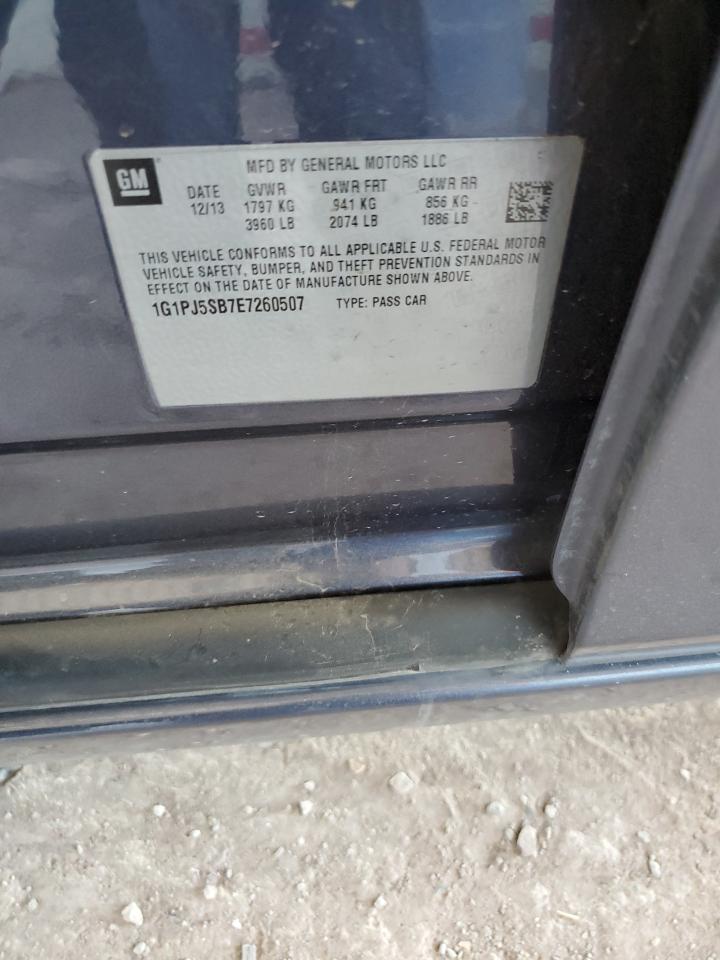 GM MFD BY GENERAL MOTORS LLC
DATE GVWR GAWR FRT GAWR RR
12/13 1797 KG 941 KG 856 KG
3960 LB 2074 LB 1886 LB
THIS VEHICLE CONFORMS TO ALL APPLICABLE U.S. FEDERAL MOTOR
VEHICLE SAFETY, BUMPER, AND THEFT PREVENTION STANDARDS IN
EFFECT ON THE DATE OF MANUFACTURE SHOWN ABOVE.
1G1PJ5SB7E7260507 TYPE: PASS CAR